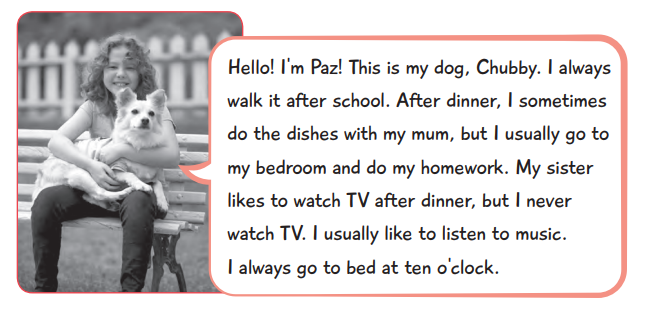 Hello! I'm Paz! This is my dog, Chubby. I always
walk it after school. After dinner, I sometimes
do the dishes with my mum, but I usually go to
my bedroom and do my homework. My sister
likes to watch TV after dinner, but I never
watch TV. I usually like to listen to music.
I always go to bed at ten o'clock.